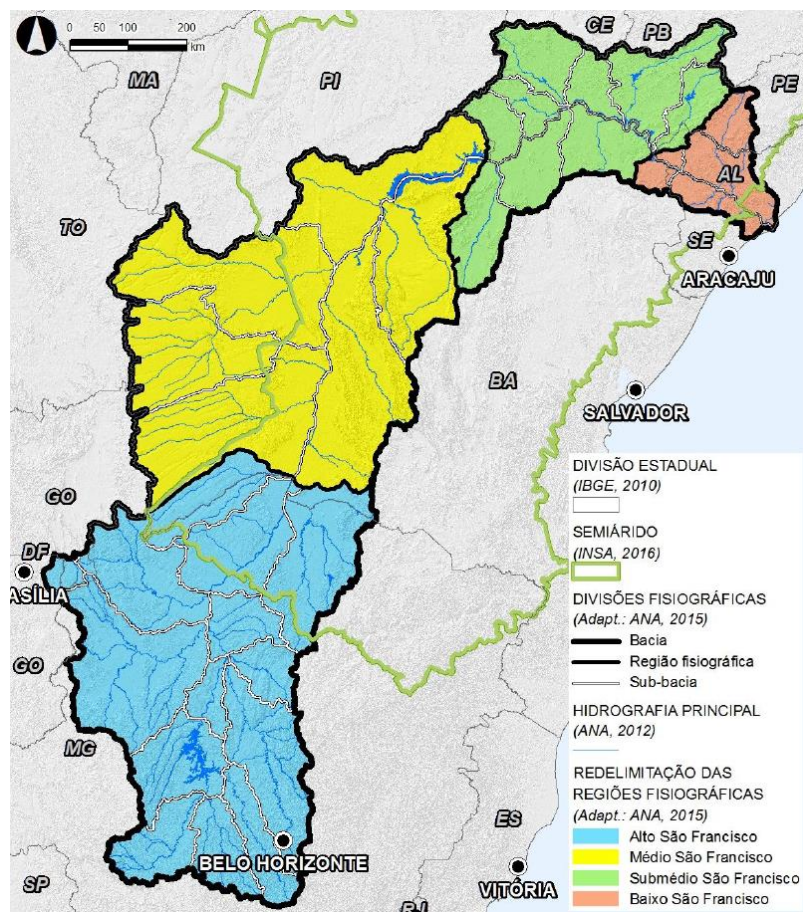 0 50 100 200
km
CE
PB
MA
PI
PE
TO
AL
SE
ARACAJU
BA
SALVADOR
GO
DF
ASÍLIA
GO
MG
BELO HORIZONTE
ES
VITÓRIA
SP
RJ
DIVISÃO ESTADUAL
(IBGE, 2010)
SEMIÁRIDO
(INSA, 2016)
DIVISÕES FISIOGRÁFICAS
(Adapt.: ANA, 2015)
Bacia
Região fisiográfica
Sub-bacia
HIDROGRAFIA PRINCIPAL
(ANA, 2012)
REDELIMITAÇÃO DAS
REGIÕES FISIOGRÁFICAS
(Adapt.: ANA, 2015)
Alto São Francisco
Médio São Francisco
Submédio São Francisco
Baixo São Francisco